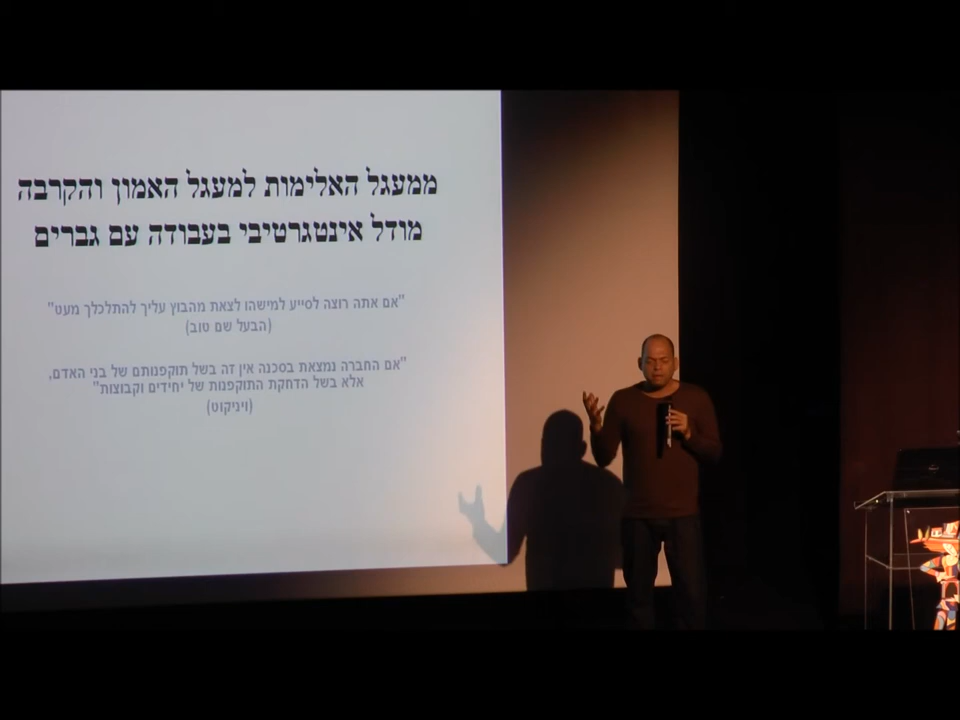 ממעגל האלימות למעגל האמון והקרבה
מודל אינטגרטיבי בעבודה עם גברים
"אם אתה רוצה לסייע למישהו לצאת מהבוץ עליך להתלכלך מעט"
(הבעל שם טוב)
"אם החברה נמצאת בסכנה אין זה בשל תוקפנותם של בני האדם,
אלא בשל הדחקת התוקפנות של יחידים וקבוצות"
(ויניקוט)